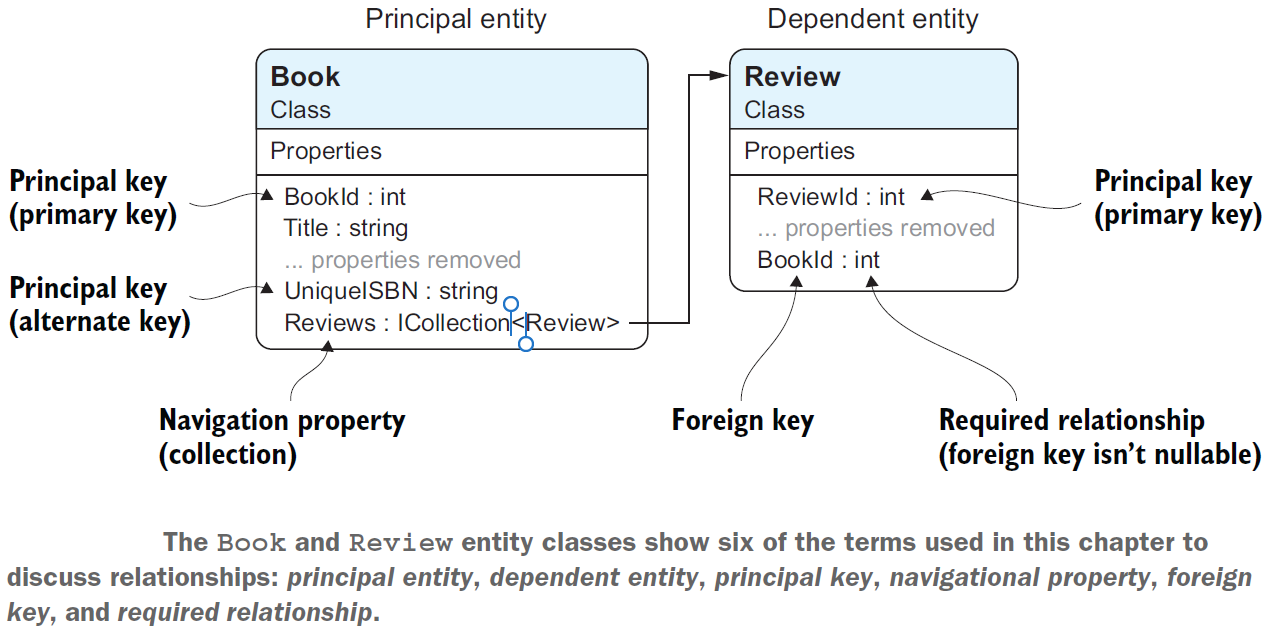 Principal entity
Dependent entity
Book
Class
Properties
BookId : int
Title : string
... properties removed
UniqueISBN : string
Reviews : ICollection<Review>
Review
Class
Properties
ReviewId : int
... properties removed
BookId : int
Principal key
(primary key)
Principal key
(alternate key)
Principal key
(primary key)
Navigation property
(collection)
Foreign key
Required relationship
(foreign key isn’t nullable)
The Book and Review entity classes show six of the terms used in this chapter to
discuss relationships: principal entity, dependent entity, principal key, navigational property, foreign
key, and required relationship.